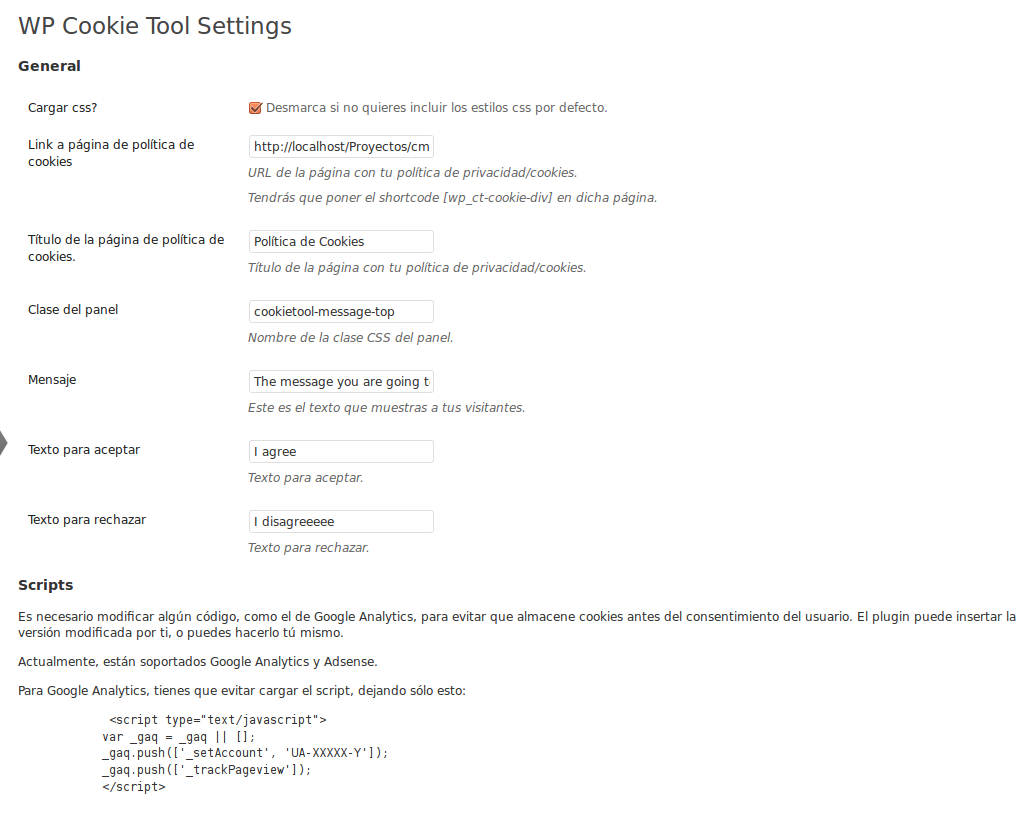 WP Cookie Tool Settings
General
Cargar css?
Desmarca si no quieres incluir los estilos css por defecto.
Link a página de política de
cookies
http://localhost/Proyectos/cm
URL de la página con tu política de privacidad/cookies.
Tendrás que poner el shortcode [wp_ct-cookie-div] en dicha página.
Título de la página de política de
cookies.
Política de Cookies
Título de la página con tu política de privacidad/cookies.
Clase del panel
cookietool-message-top
Nombre de la clase CSS del panel.
Mensaje
The message you are going t
Este es el texto que muestras a tus visitantes.
Texto para aceptar
I agree
Texto para aceptar.
Texto para rechazar
I disagreeeee
Texto para rechazar.
Scripts
Es necesario modificar algún código, como el de Google Analytics, para evitar que almacene cookies antes del consentimiento del usuario. El plugin puede insertar la
versión modificada por ti, o puedes hacerlo tú mismo.
Actualmente, están soportados Google Analytics y Adsense.
Para Google Analytics, tienes que evitar cargar el script, dejando sólo esto:
<script type="text/javascript">
var _gaq = _gaq || [];
_gaq.push(['_setAccount', 'UA-XXXXX-Y']);
_gaq.push(['_trackPageview']);
</script>